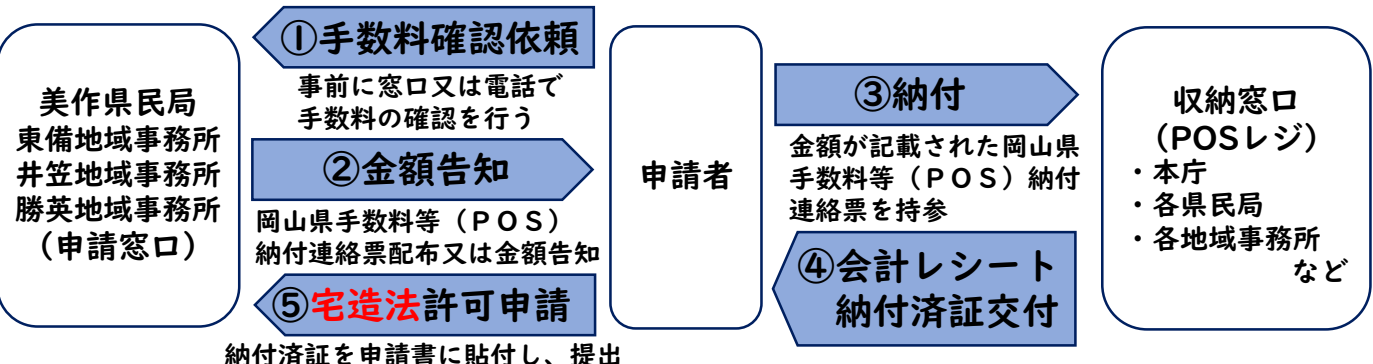 美作県民局
東備地域事務所
井笠地域事務所
勝英地域事務所
（申請窓口）
①手数料確認依頼
事前に窓口又は電話で
手数料の確認を行う
②金額告知
岡山県手数料等（ＰＯＳ）
納付連絡票配布又は金額告知
⑤宅造法許可申請
納付済証を申請書に貼付し、提出
申請者
③納付
金額が記載された岡山県
手数料等（ＰＯＳ）納付
連絡票を持参
④会計レシート
納付済証交付
収納窓口
（POSレジ）
・本庁
・各県民局
・各地域事務所
など